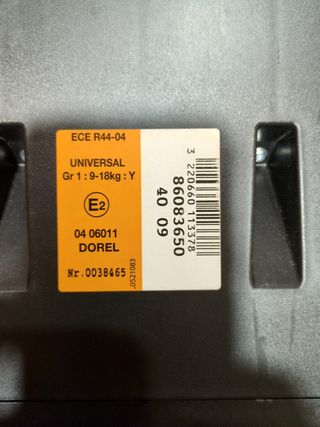 ECE R44-04
UNIVERSAL
Gr 1 : 9-18kg : Y
E2
04 06011
DOREL
Nr.0038465
.0521083
3 220660 113378
86083650
40 09